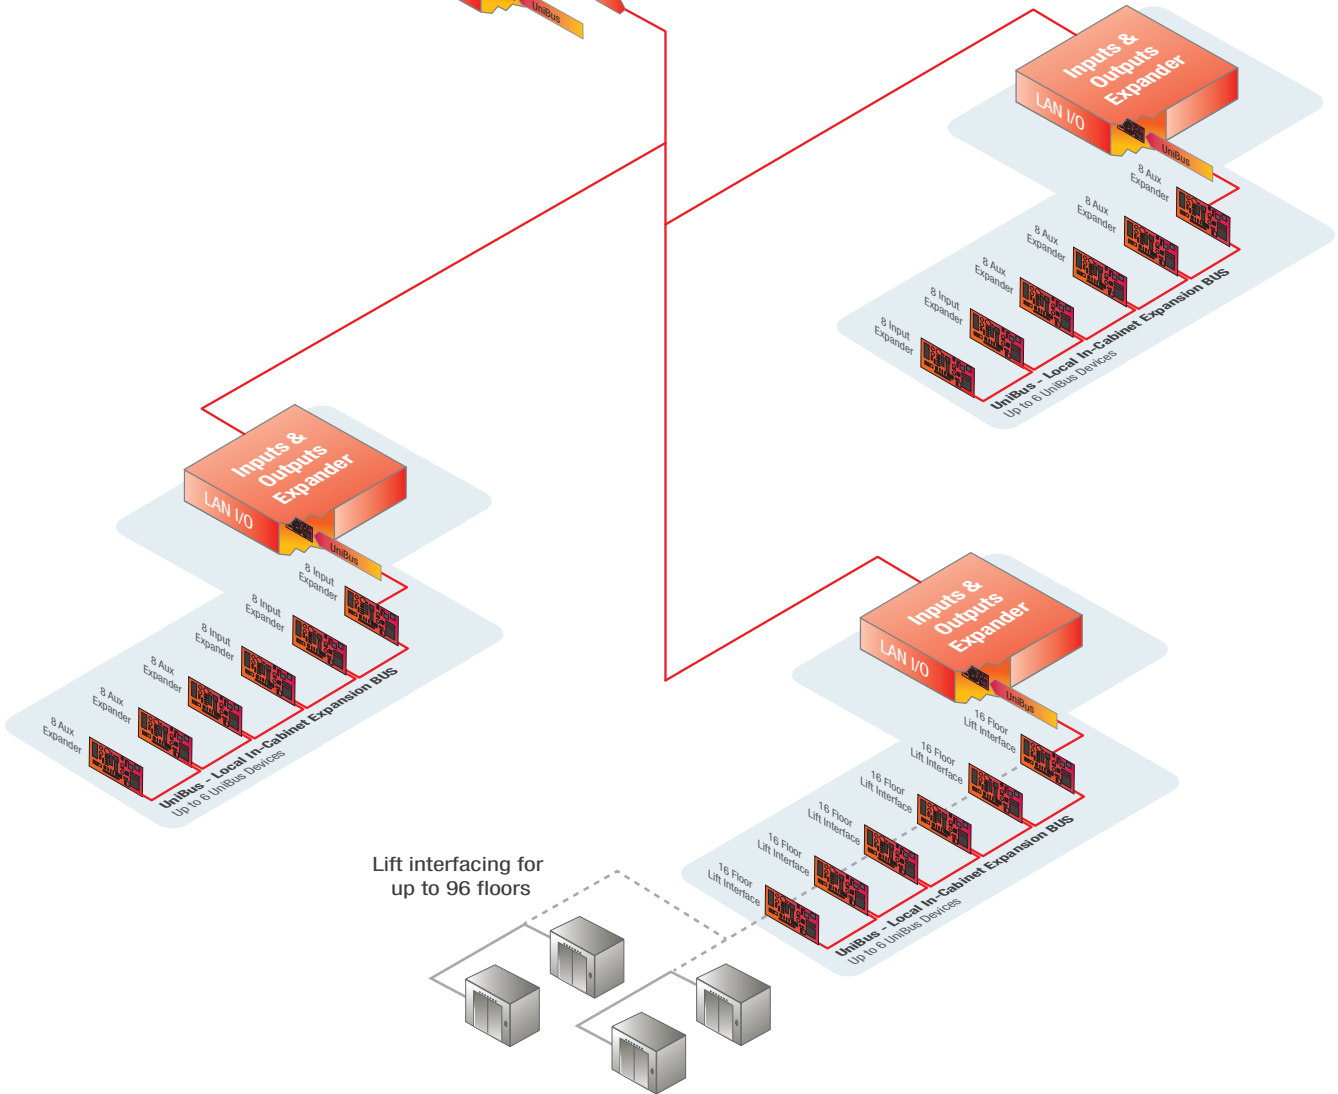 UniBus
Inputs &
Outputs
Expander
LAN I/O
UniBus
8 Aux
Expander
8 Aux
Expander
8 Aux
Expander
8 Aux
Expander
8 Input
Expander
8 Input
Expander
UniBus - Local In-Cabinet Expansion BUS
Up to 6 UniBus Devices
Inputs &
Outputs
Expander
LAN I/O
UniBus
8 Input
Expander
8 Input
Expander
8 Input
Expander
8 Aux
Expander
8 Aux
Expander
8 Aux
Expander
UniBus - Local In-Cabinet Expansion BUS
Up to 6 UniBus Devices
Inputs &
Outputs
Expander
LAN I/O
UniBus
16 Floor
Lift Interface
16 Floor
Lift Interface
16 Floor
Lift Interface
16 Floor
Lift Interface
16 Floor
Lift Interface
16 Floor
Lift Interface
UniBus - Local In-Cabinet Expansion BUS
Up to 6 UniBus Devices
Lift interfacing for
up to 96 floors